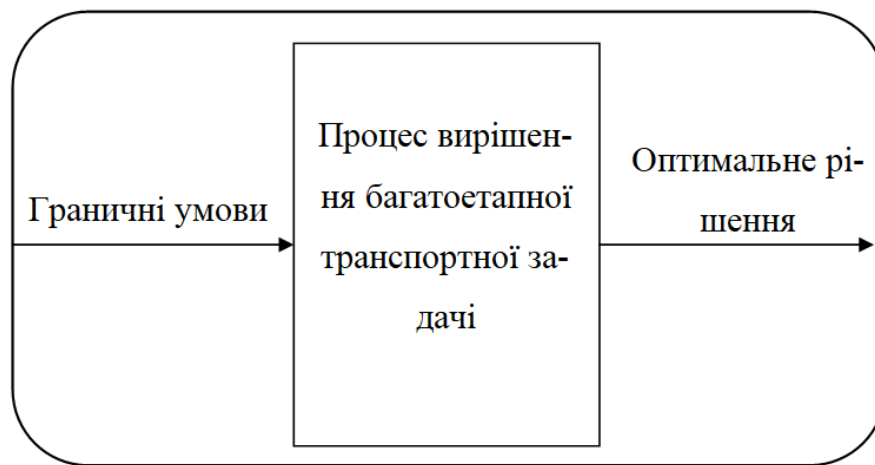 Граничні умови
Процес вирішен-
ня багатоетапної
транспортної за-
дачі
Оптимальне рі-
шення